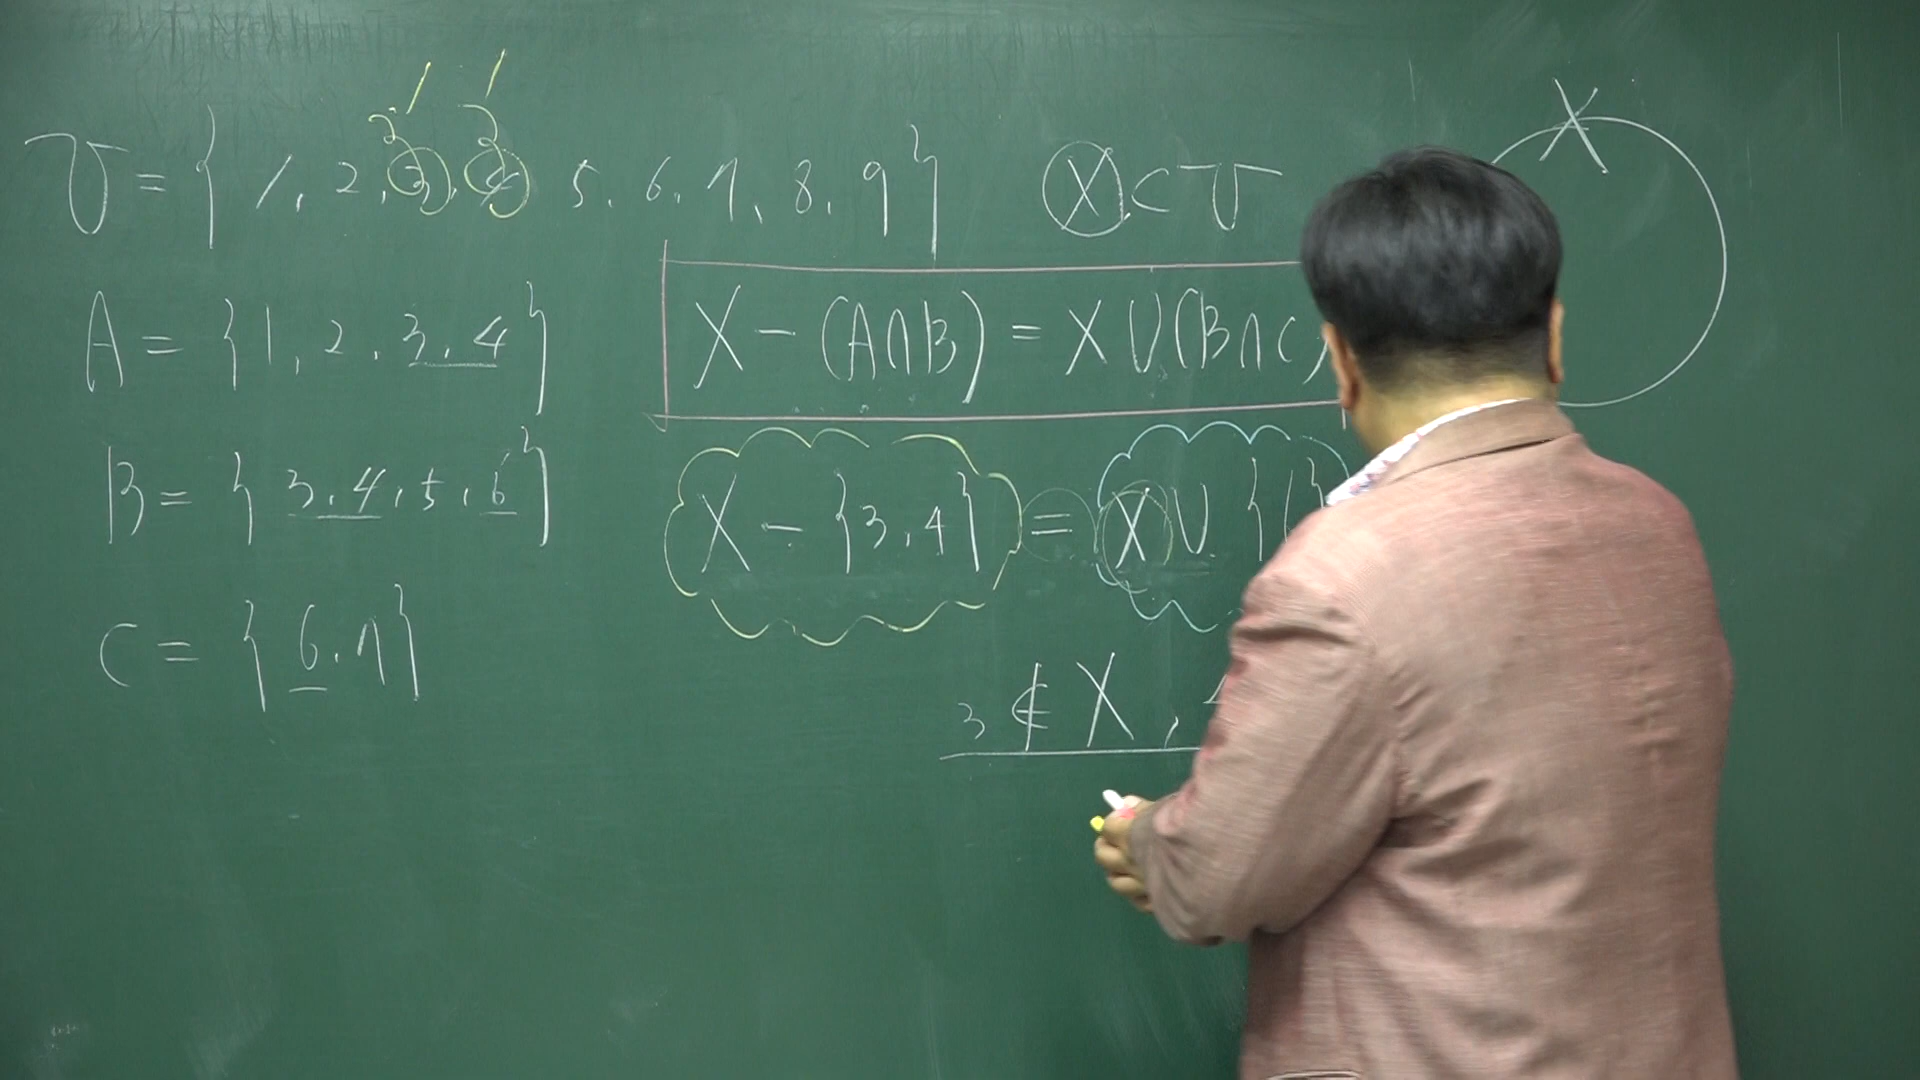 U = { 1, 2, 3, 4, 5, 6, 7, 8, 9 } X ⊂ U
X
A = { 1, 2, 3, 4 }
X - (A∩B) = X ∪ (B∩C)
B = { 3, 4, 5, 6 }
X - {3, 4} = X ∪ {
C = { 6, 7 }
3 ∉ X,